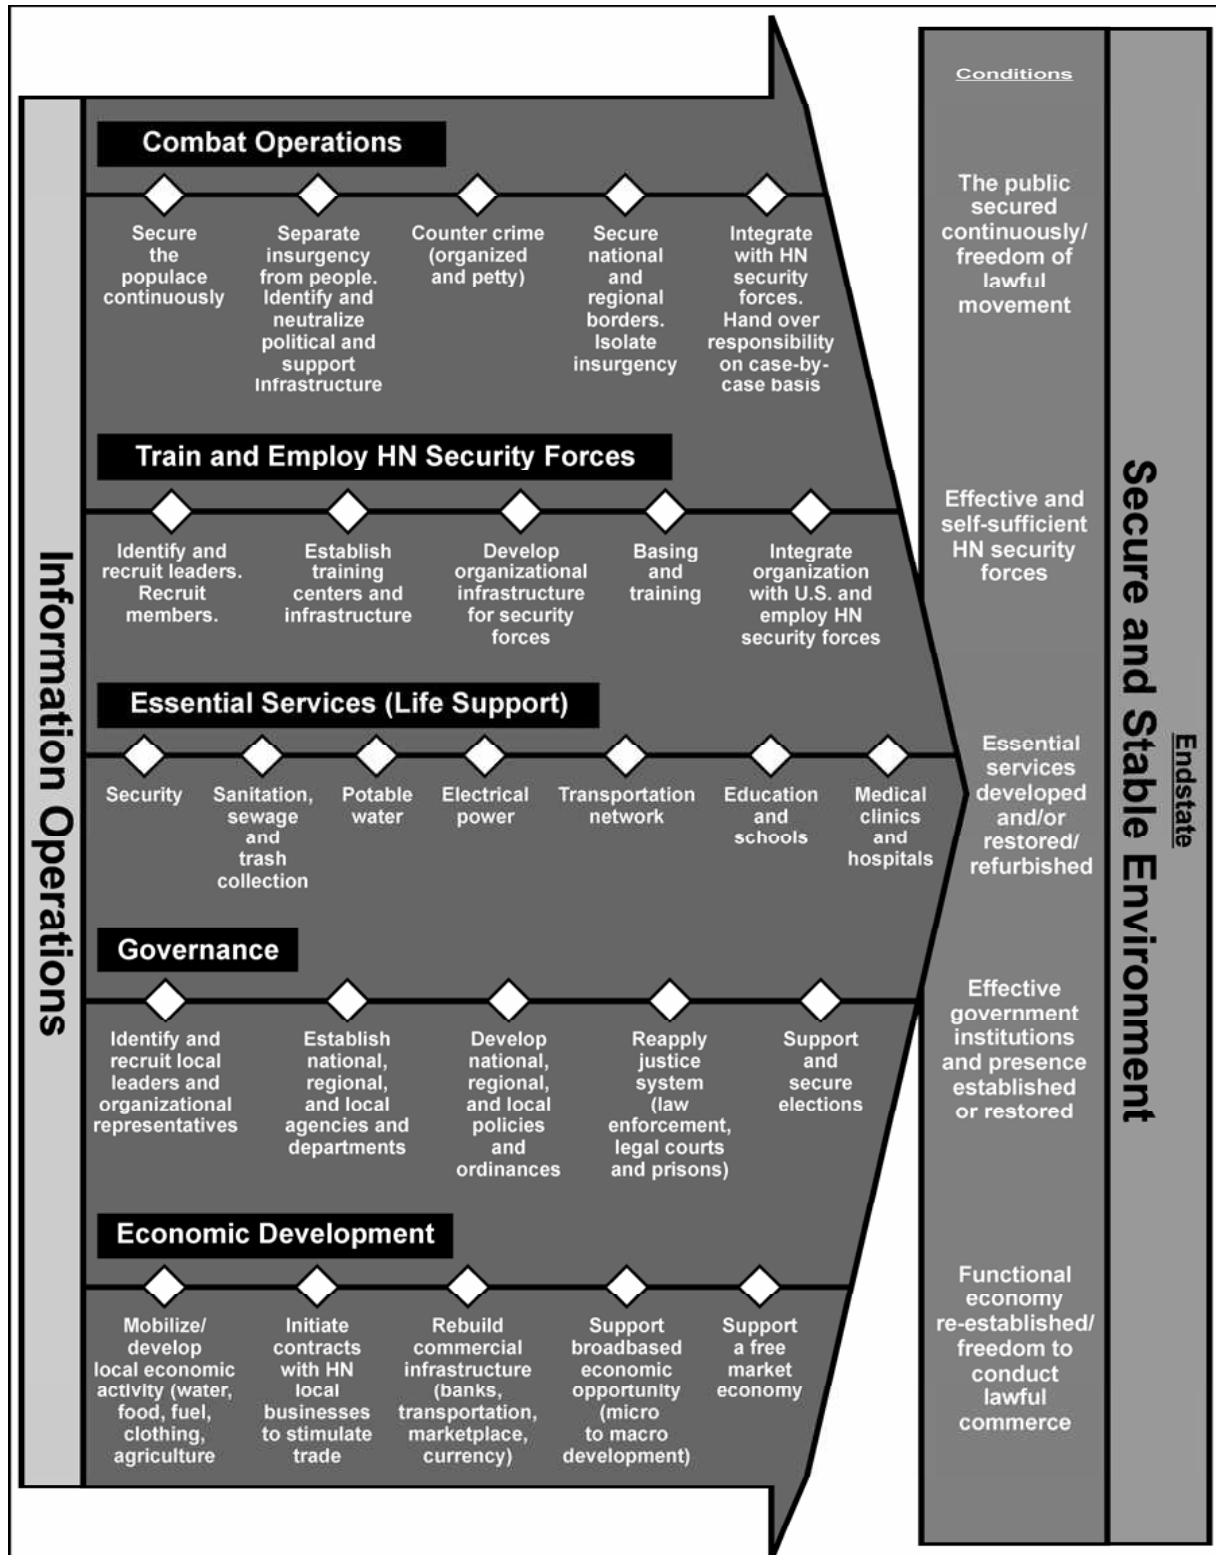 Information Operations
Combat Operations
Secure
the
populace
continuously
Separate
insurgency
from people.
Identify and
neutralize
political and
support
infrastructure
Counter crime
(organized
and petty)
Secure
national
and
regional
borders.
Isolate
insurgency
Integrate
with HN
security
forces.
Hand over
responsibility
on case-by-
case basis
Train and Employ HN Security Forces
Identify and
recruit leaders.
Recruit
members.
Establish
training
centers and
infrastructure
Develop
organizational
infrastructure
for security
forces
Basing
and
training
Integrate
organization
with U.S. and
employ HN
security forces
Essential Services (Life Support)
Security
Sanitation,
sewage
and
trash
collection
Potable
water
Electrical
power
Transportation
network
Education
and
schools
Medical
clinics
and
hospitals
Governance
Identify and
recruit local
leaders and
organizational
representatives
Establish
national,
regional,
and local
agencies and
departments
Develop
national,
regional,
and local
policies
and
ordinances
Reapply
justice
system
(law
enforcement,
legal courts
and prisons)
Support
and
secure
elections
Economic Development
Mobilize/
develop
local economic
activity (water,
food, fuel,
clothing,
agriculture
Initiate
contracts
with HN
local
businesses
to stimulate
trade
Rebuild
commercial
infrastructure
(banks,
transportation,
marketplace,
currency)
Support
broadbased
economic
opportunity
(micro
to macro
development)
Support
a free
market
economy
Conditions
The public
secured
continuously/
freedom of
lawful
movement
Effective and
self-sufficient
HN security
forces
Essential
services
developed
and/or
restored/
refurbished
Effective
government
institutions
and presence
established
or restored
Functional
economy
re-established/
freedom to
conduct
lawful
commerce
Endstate
Secure and Stable Environment